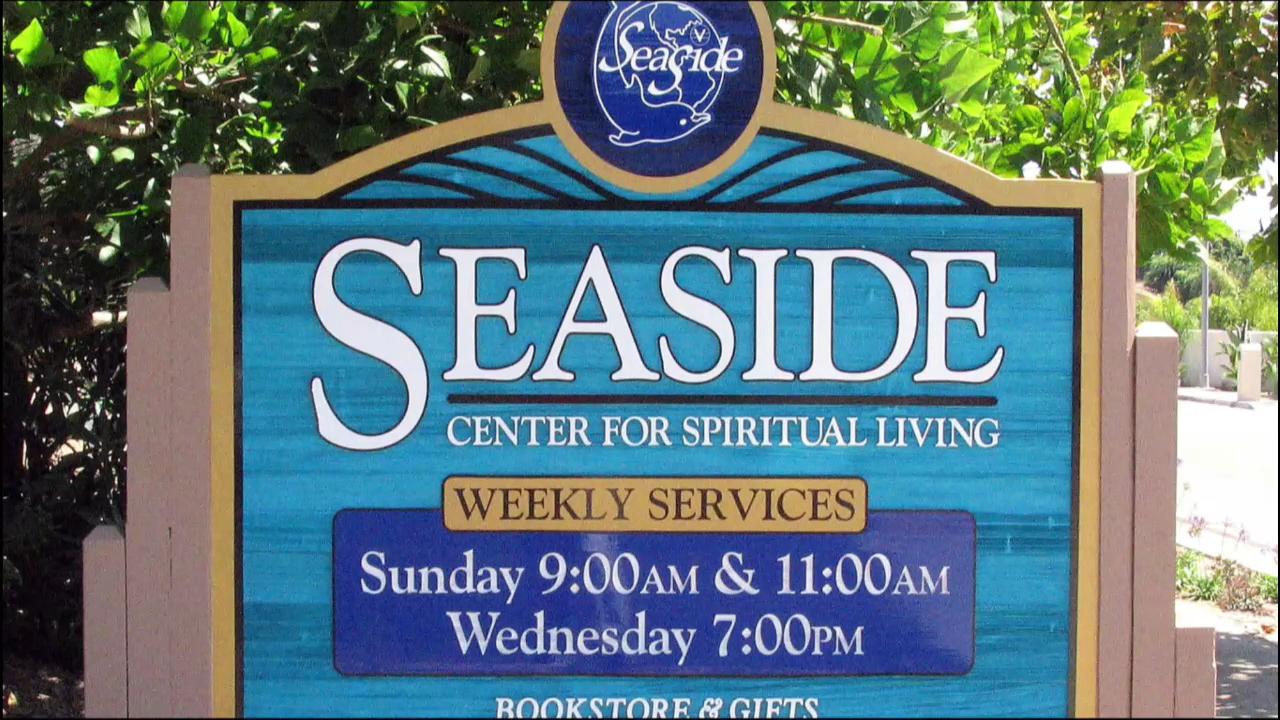 Seaside
SEASIDE
CENTER FOR SPIRITUAL LIVING
WEEKLY SERVICES
Sunday 9:00AM & 11:00AM
Wednesday 7:00PM
BOOKSTORE & GIFTS